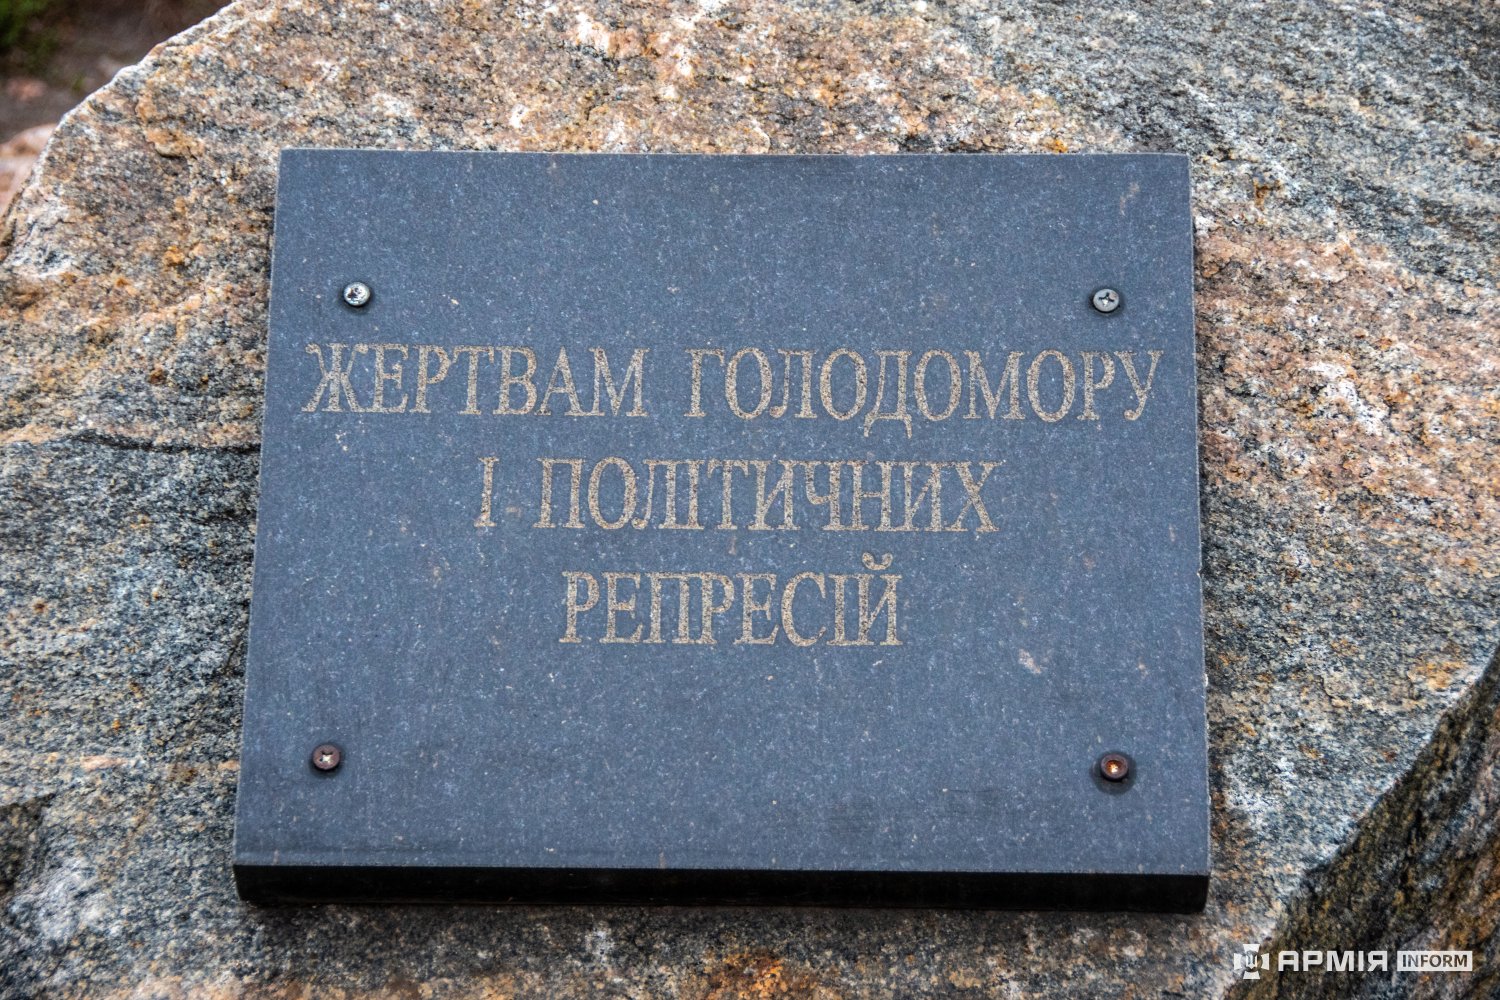 ЖЕРТВАМ ГОЛОДОМОРУ
І ПОЛІТИЧНИХ
РЕПРЕСІЙ
АРМІЯ INFORM